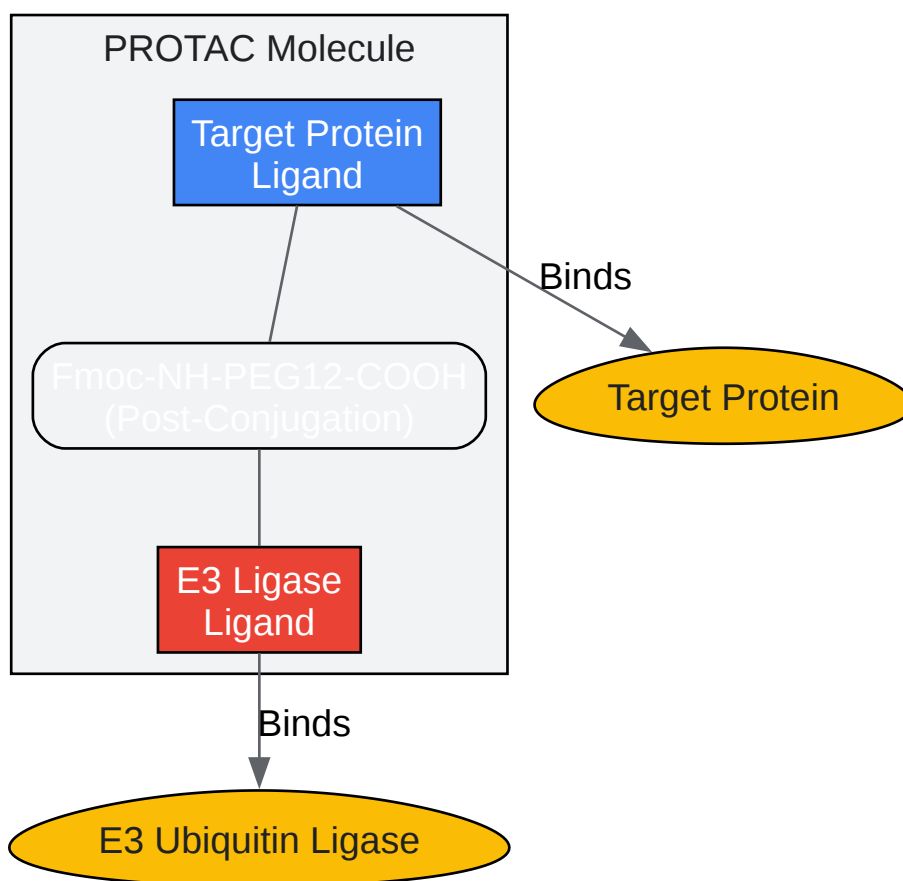 PROTAC Molecule
Target Protein
Ligand
Binds
Fmoc-NH-PEG12-COOH
(Post-Conjugation)
Target Protein
E3 Ligase
Ligand
Binds
E3 Ubiquitin Ligase